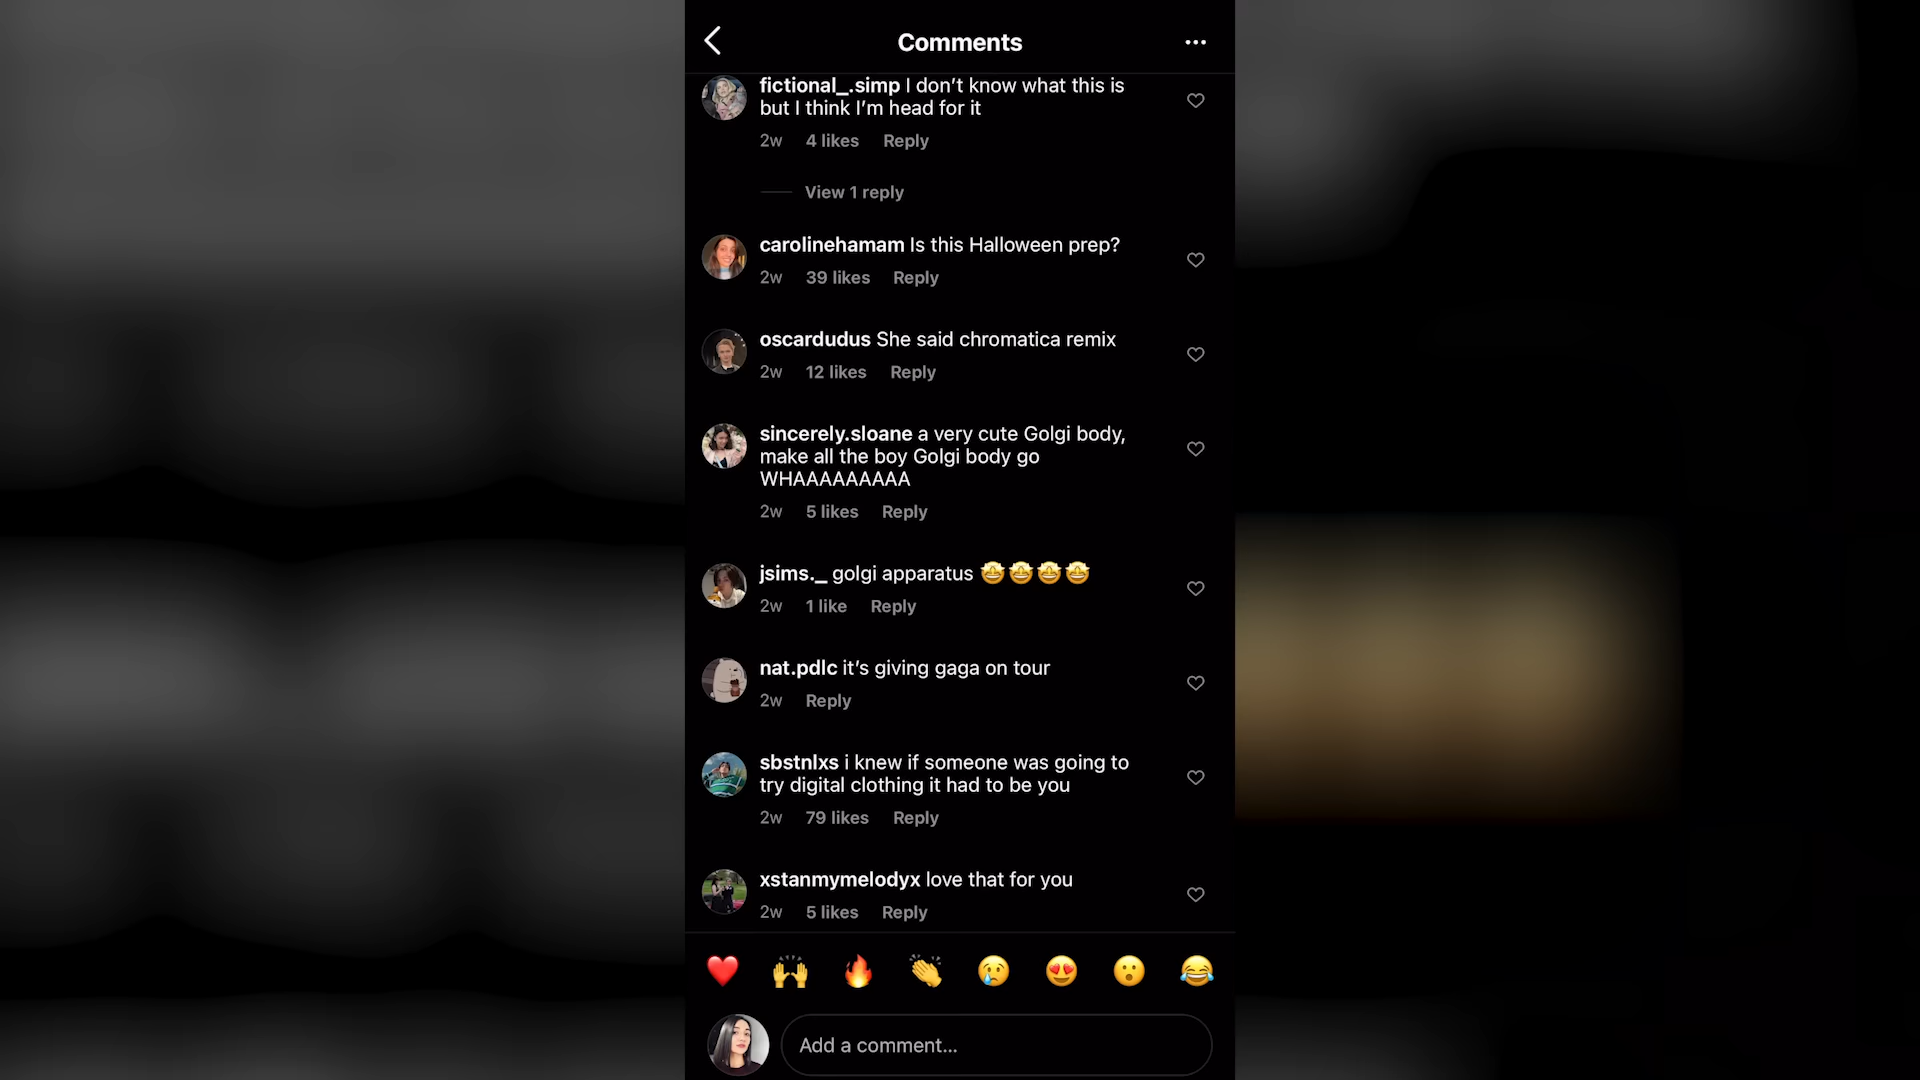 Comments
fictional_.simp I don’t know what this is
but I think I’m head for it
2w 4 likes Reply
View 1 reply
carolinehamam Is this Halloween prep?
2w 39 likes Reply
oscardudus She said chromatica remix
2w 12 likes Reply
sincerely.sloane a very cute Golgi body,
make all the boy Golgi body go
WHAAAAAAAAA
2w 5 likes Reply
jsims._ golgi apparatus 🤩🤩🤩🤩
2w 1 like Reply
nat.pdlc it’s giving gaga on tour
2w Reply
sbstnlxs i knew if someone was going to
try digital clothing it had to be you
2w 79 likes Reply
xstanmymelodyx love that for you
2w 5 likes Reply
❤️ 🙌 🔥 👏 😢 😍 😮 😂
Add a comment...